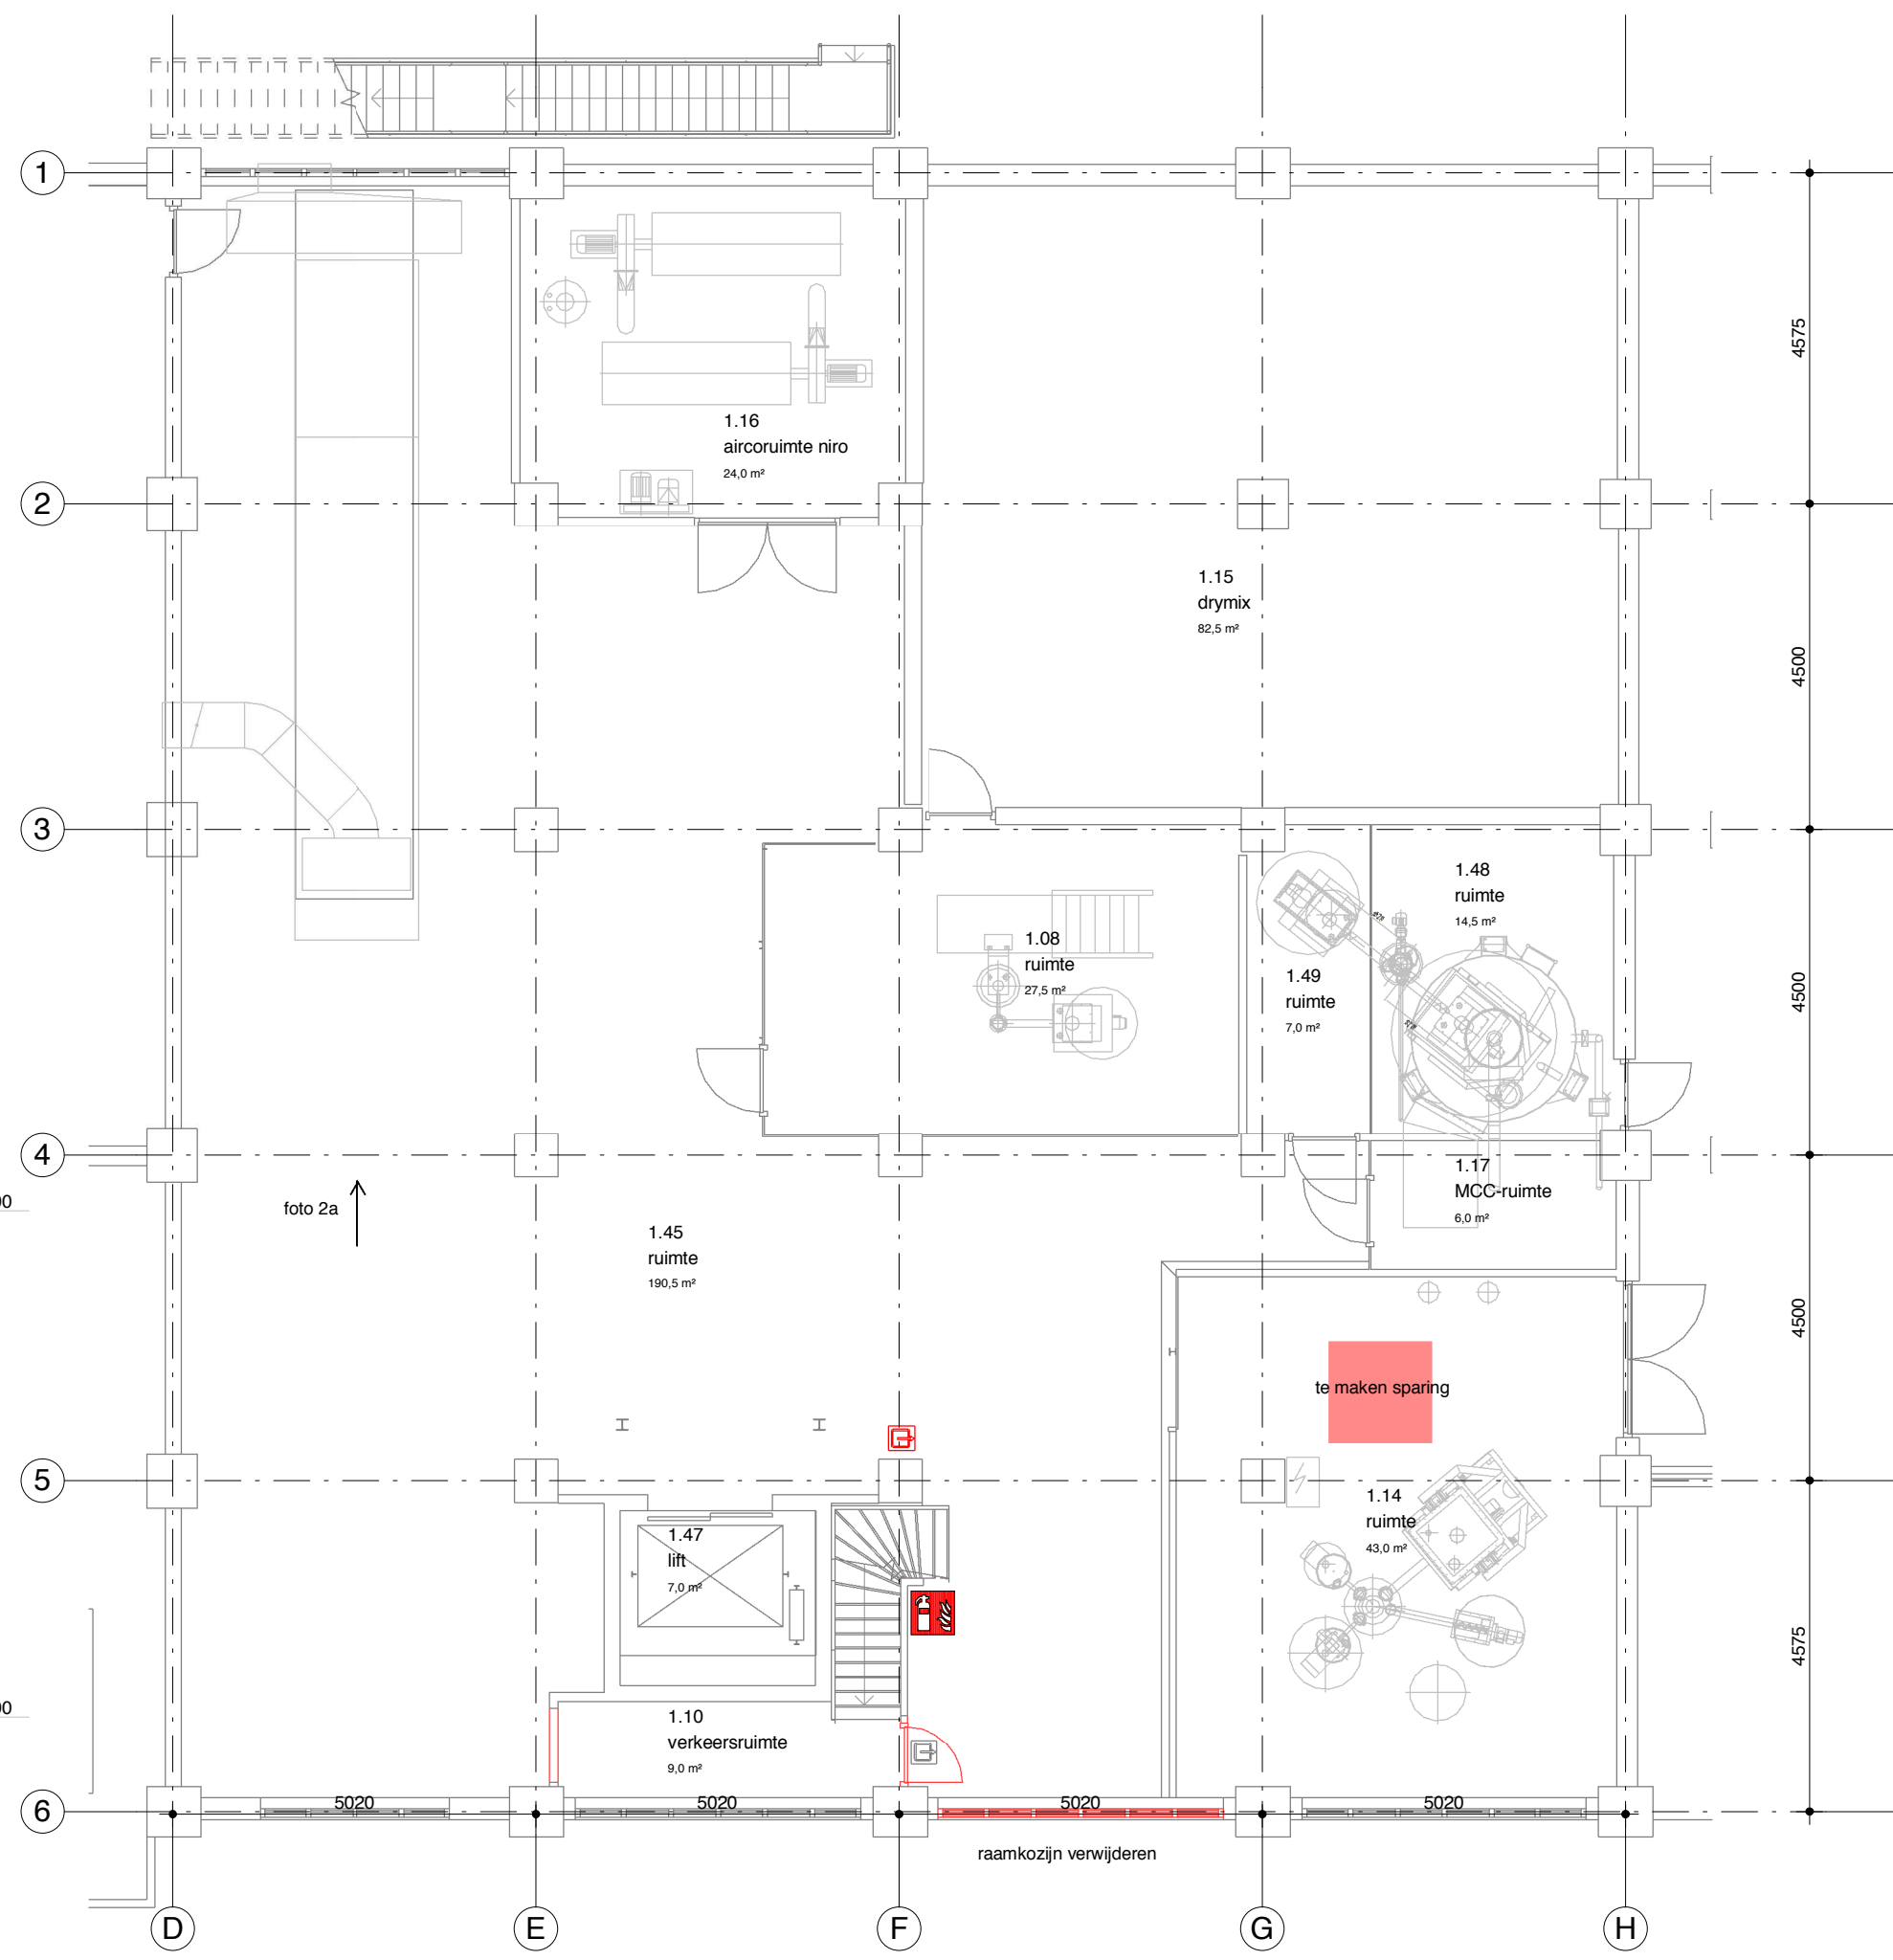 1
4575
1.16
aircoruimte niro
24,0 m²
2
1.15
drymix
82,5 m²
4500
3
1.48
ruimte
14,5 m²
1.08
ruimte
27,5 m²
1.49
ruimte
7,0 m²
4500
4
1.17
MCC-ruimte
6,0 m²
foto 2a
1.45
ruimte
190,5 m²
4500
te maken sparing
5
1.14
ruimte
43,0 m²
1.47
lift
7,0 m²
4575
1.10
verkeersruimte
9,0 m²
6
5020
5020
5020
5020
raamkozijn verwijderen
D
E
F
G
H